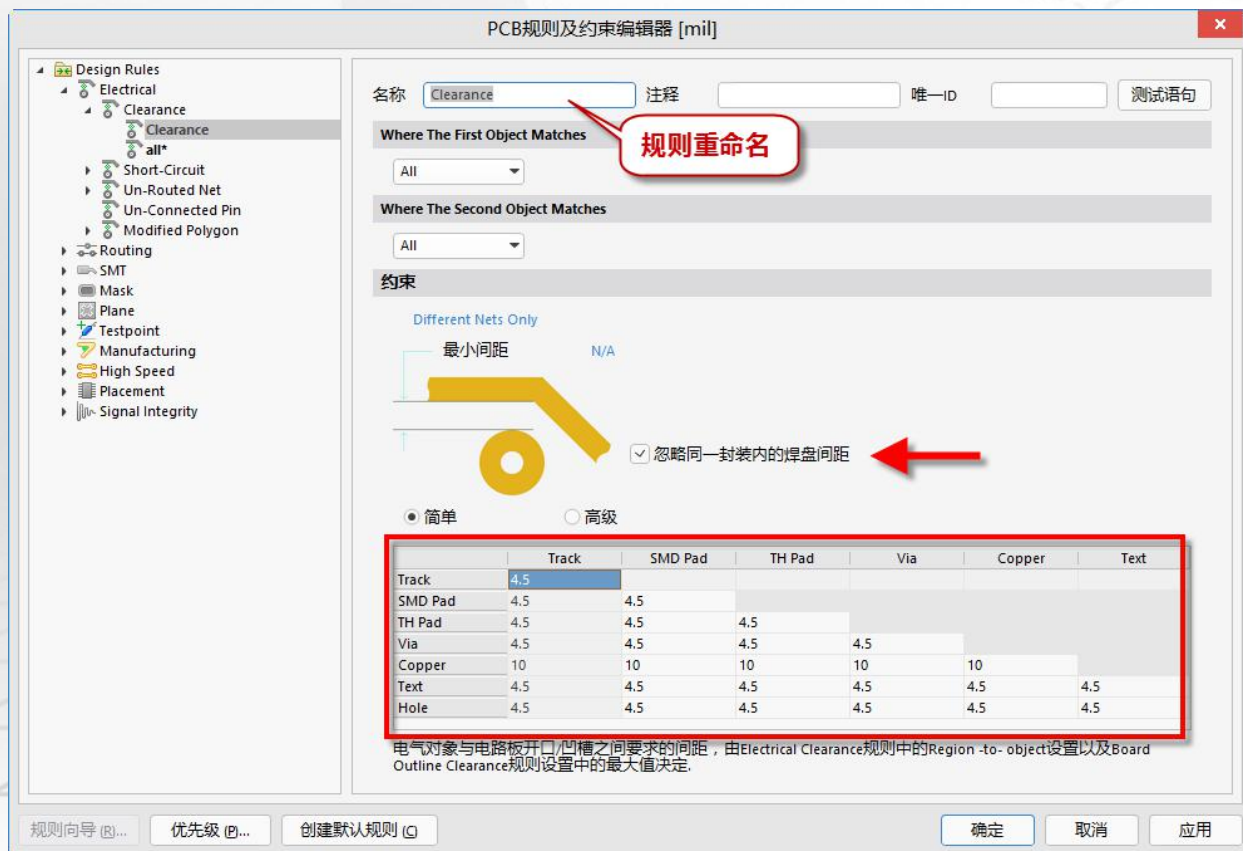 PCB规则及约束编辑器 [mil]
Design Rules
Electrical
Clearance
Clearance
all*
Short-Circuit
Un-Routed Net
Un-Connected Pin
Modified Polygon
Routing
SMT
Mask
Plane
Testpoint
Manufacturing
High Speed
Placement
Signal Integrity
名称 Clearance 注释 唯一ID 测试语句
规则重命名
Where The First Object Matches
All
Where The Second Object Matches
All
约束
Different Nets Only
最小间距 N/A
忽略同一封装内的焊盘间距
简单 高级
Track SMD Pad TH Pad Via Copper Text
Track 4.5
SMD Pad 4.5 4.5
TH Pad 4.5 4.5 4.5
Via 4.5 4.5 4.5 4.5
Copper 10 10 10 10 10
Text 4.5 4.5 4.5 4.5 4.5 4.5
Hole 4.5 4.5 4.5 4.5 4.5 4.5
电气对象与电路板开口/凹槽之间要求的间距，由Electrical Clearance规则中的Region -to- object设置以及Board
Outline Clearance规则设置中的最大值决定.
规则向导 (R)... 优先级 (P)... 创建默认规则 (C) 确定 取消 应用